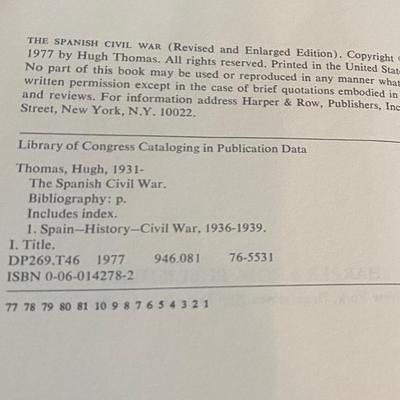 THE SPANISH CIVIL WAR (Revised and Enlarged Edition). Copyright ©
1977 by Hugh Thomas. All rights reserved. Printed in the United Stat
No part of this book may be used or reproduced in any manner what
written permission except in the case of brief quotations embodied in
and reviews. For information address Harper & Row, Publishers, Inc
Street, New York, N.Y. 10022.
Library of Congress Cataloging in Publication Data
Thomas, Hugh, 1931-
The Spanish Civil War.
Bibliography: p.
Includes index.
1. Spain—History—Civil War, 1936-1939.
I. Title.
DP269.T46 1977 946.081 76-5531
ISBN 0-06-014278-2
77 78 79 80 81 10 9 8 7 6 5 4 3 2 1